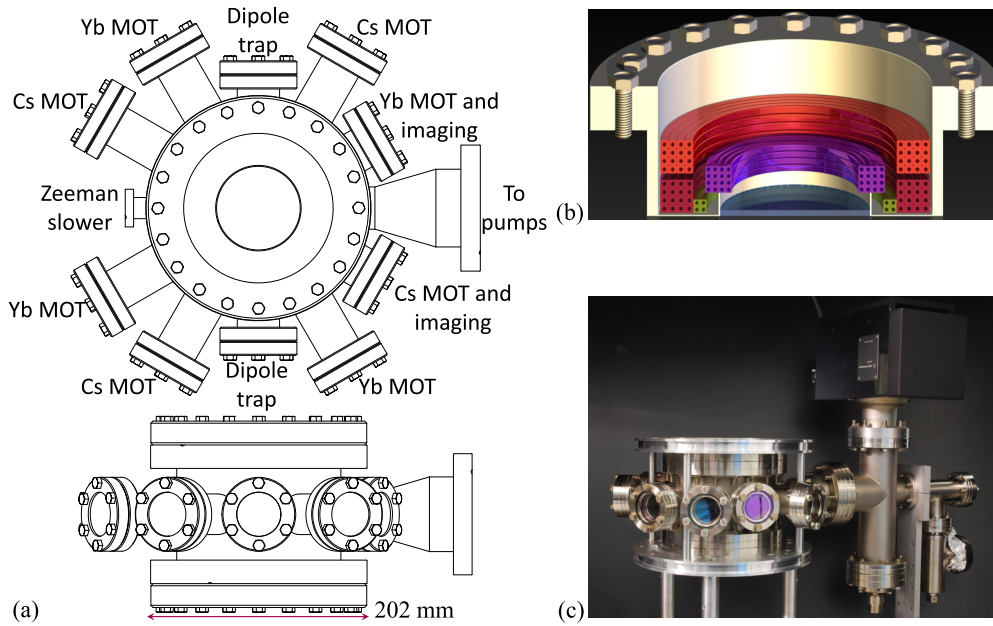 Dipole
trap
Yb MOT
Cs MOT
Cs MOT
Yb MOT and
imaging
Zeeman
slower
To
pumps
(b)
Yb MOT
Cs MOT and
imaging
Cs MOT
Dipole
trap
Yb MOT
(a)
202 mm
(c)